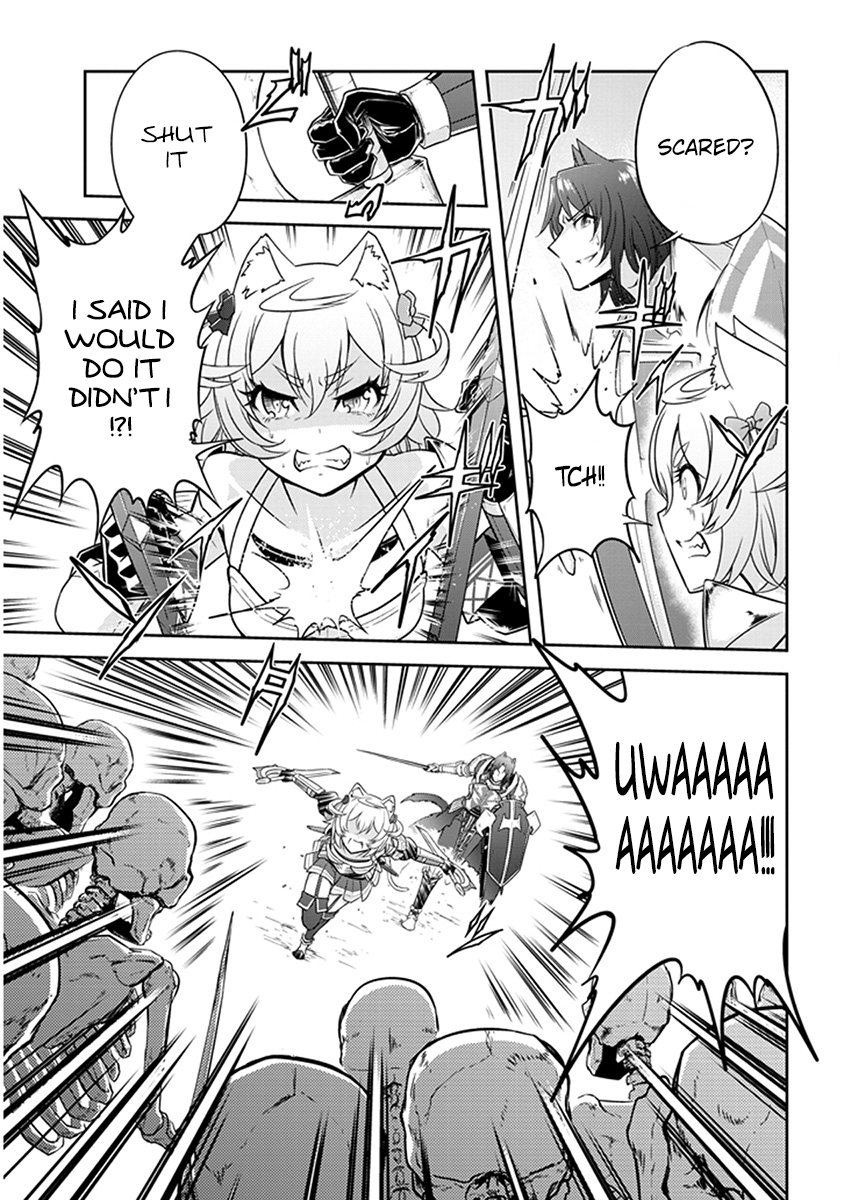 SCARED?
TCH!!
SHUT
IT
I SAID I
WOULD
DO IT
DIDN'T I
!?!
UWAAAAA
AAAAAAA!!!